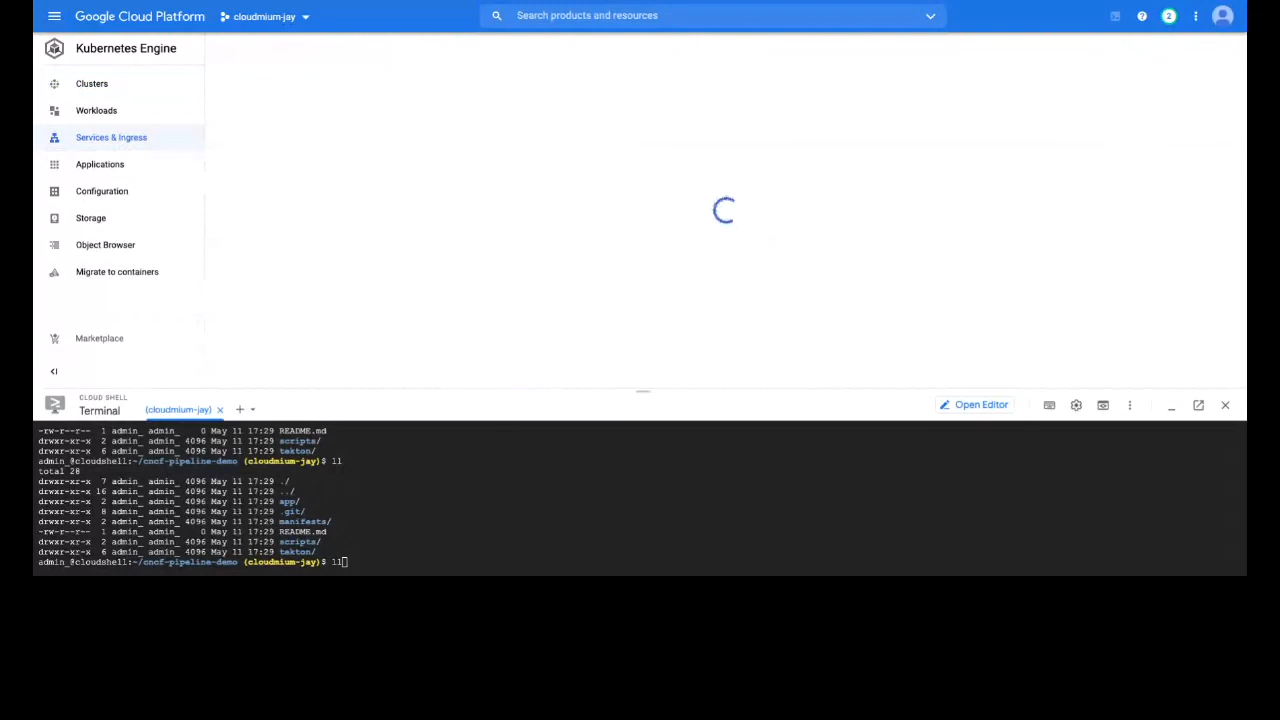 Google Cloud Platform
cloudmium-jay
Search products and resources
2
Kubernetes Engine
Clusters
Workloads
Services & Ingress
Applications
Configuration
Storage
Object Browser
Migrate to containers
Marketplace
CLOUD SHELL
Terminal
(cloudmium-jay)
Open Editor
-rw-r--r-- 1 admin_ admin_ 0 May 11 17:29 README.md
drwxr-xr-x 2 admin_ admin_ 4096 May 11 17:29 scripts/
drwxr-xr-x 6 admin_ admin_ 4096 May 11 17:29 tekton/
admin_@cloudshell:~/cncf-pipeline-demo (cloudmium-jay)$ ll
total 28
drwxr-xr-x 7 admin_ admin_ 4096 May 11 17:29 ./
drwxr-xr-x 16 admin_ admin_ 4096 May 11 17:29 ../
drwxr-xr-x 2 admin_ admin_ 4096 May 11 17:29 app/
drwxr-xr-x 8 admin_ admin_ 4096 May 11 17:29 .git/
drwxr-xr-x 2 admin_ admin_ 4096 May 11 17:29 manifests/
-rw-r--r-- 1 admin_ admin_ 0 May 11 17:29 README.md
drwxr-xr-x 2 admin_ admin_ 4096 May 11 17:29 scripts/
drwxr-xr-x 6 admin_ admin_ 4096 May 11 17:29 tekton/
admin_@cloudshell:~/cncf-pipeline-demo (cloudmium-jay)$ ll